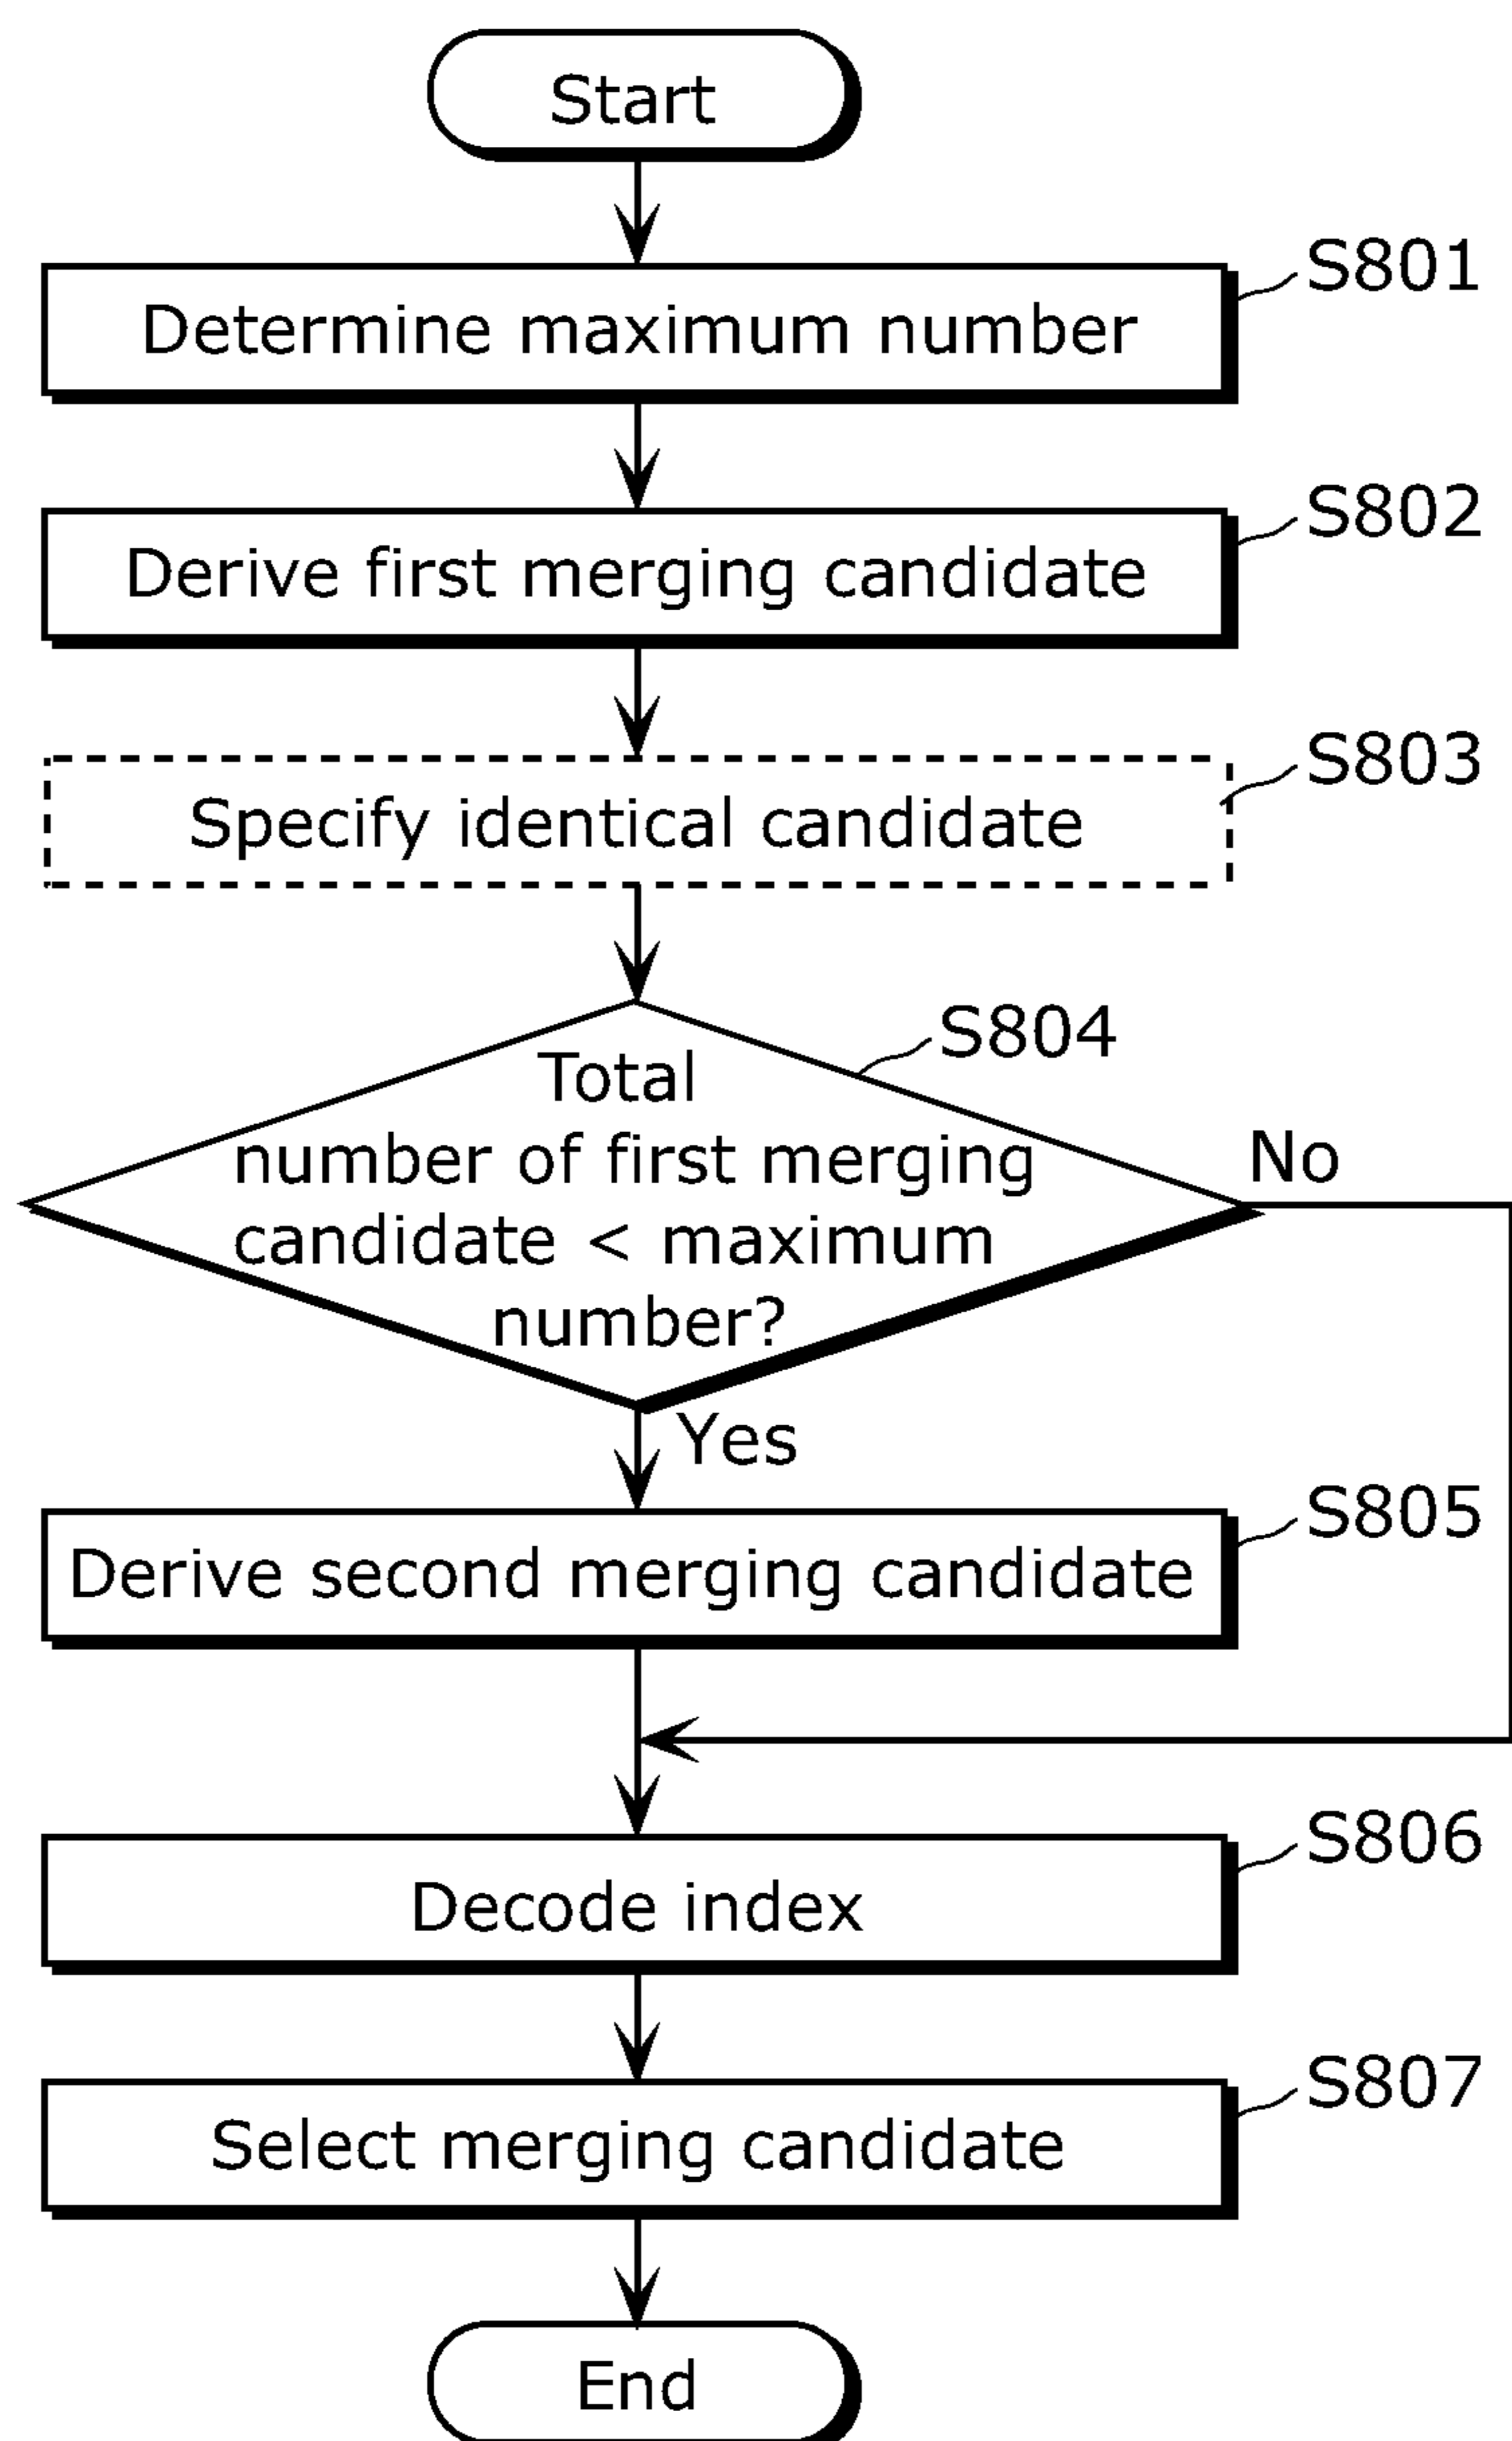 Start
S801
Determine maximum number
S802
Derive first merging candidate
S803
Specify identical candidate
S804
Total
number of first merging
candidate < maximum
number?
No
Yes
S805
Derive second merging candidate
S806
Decode index
S807
Select merging candidate
End